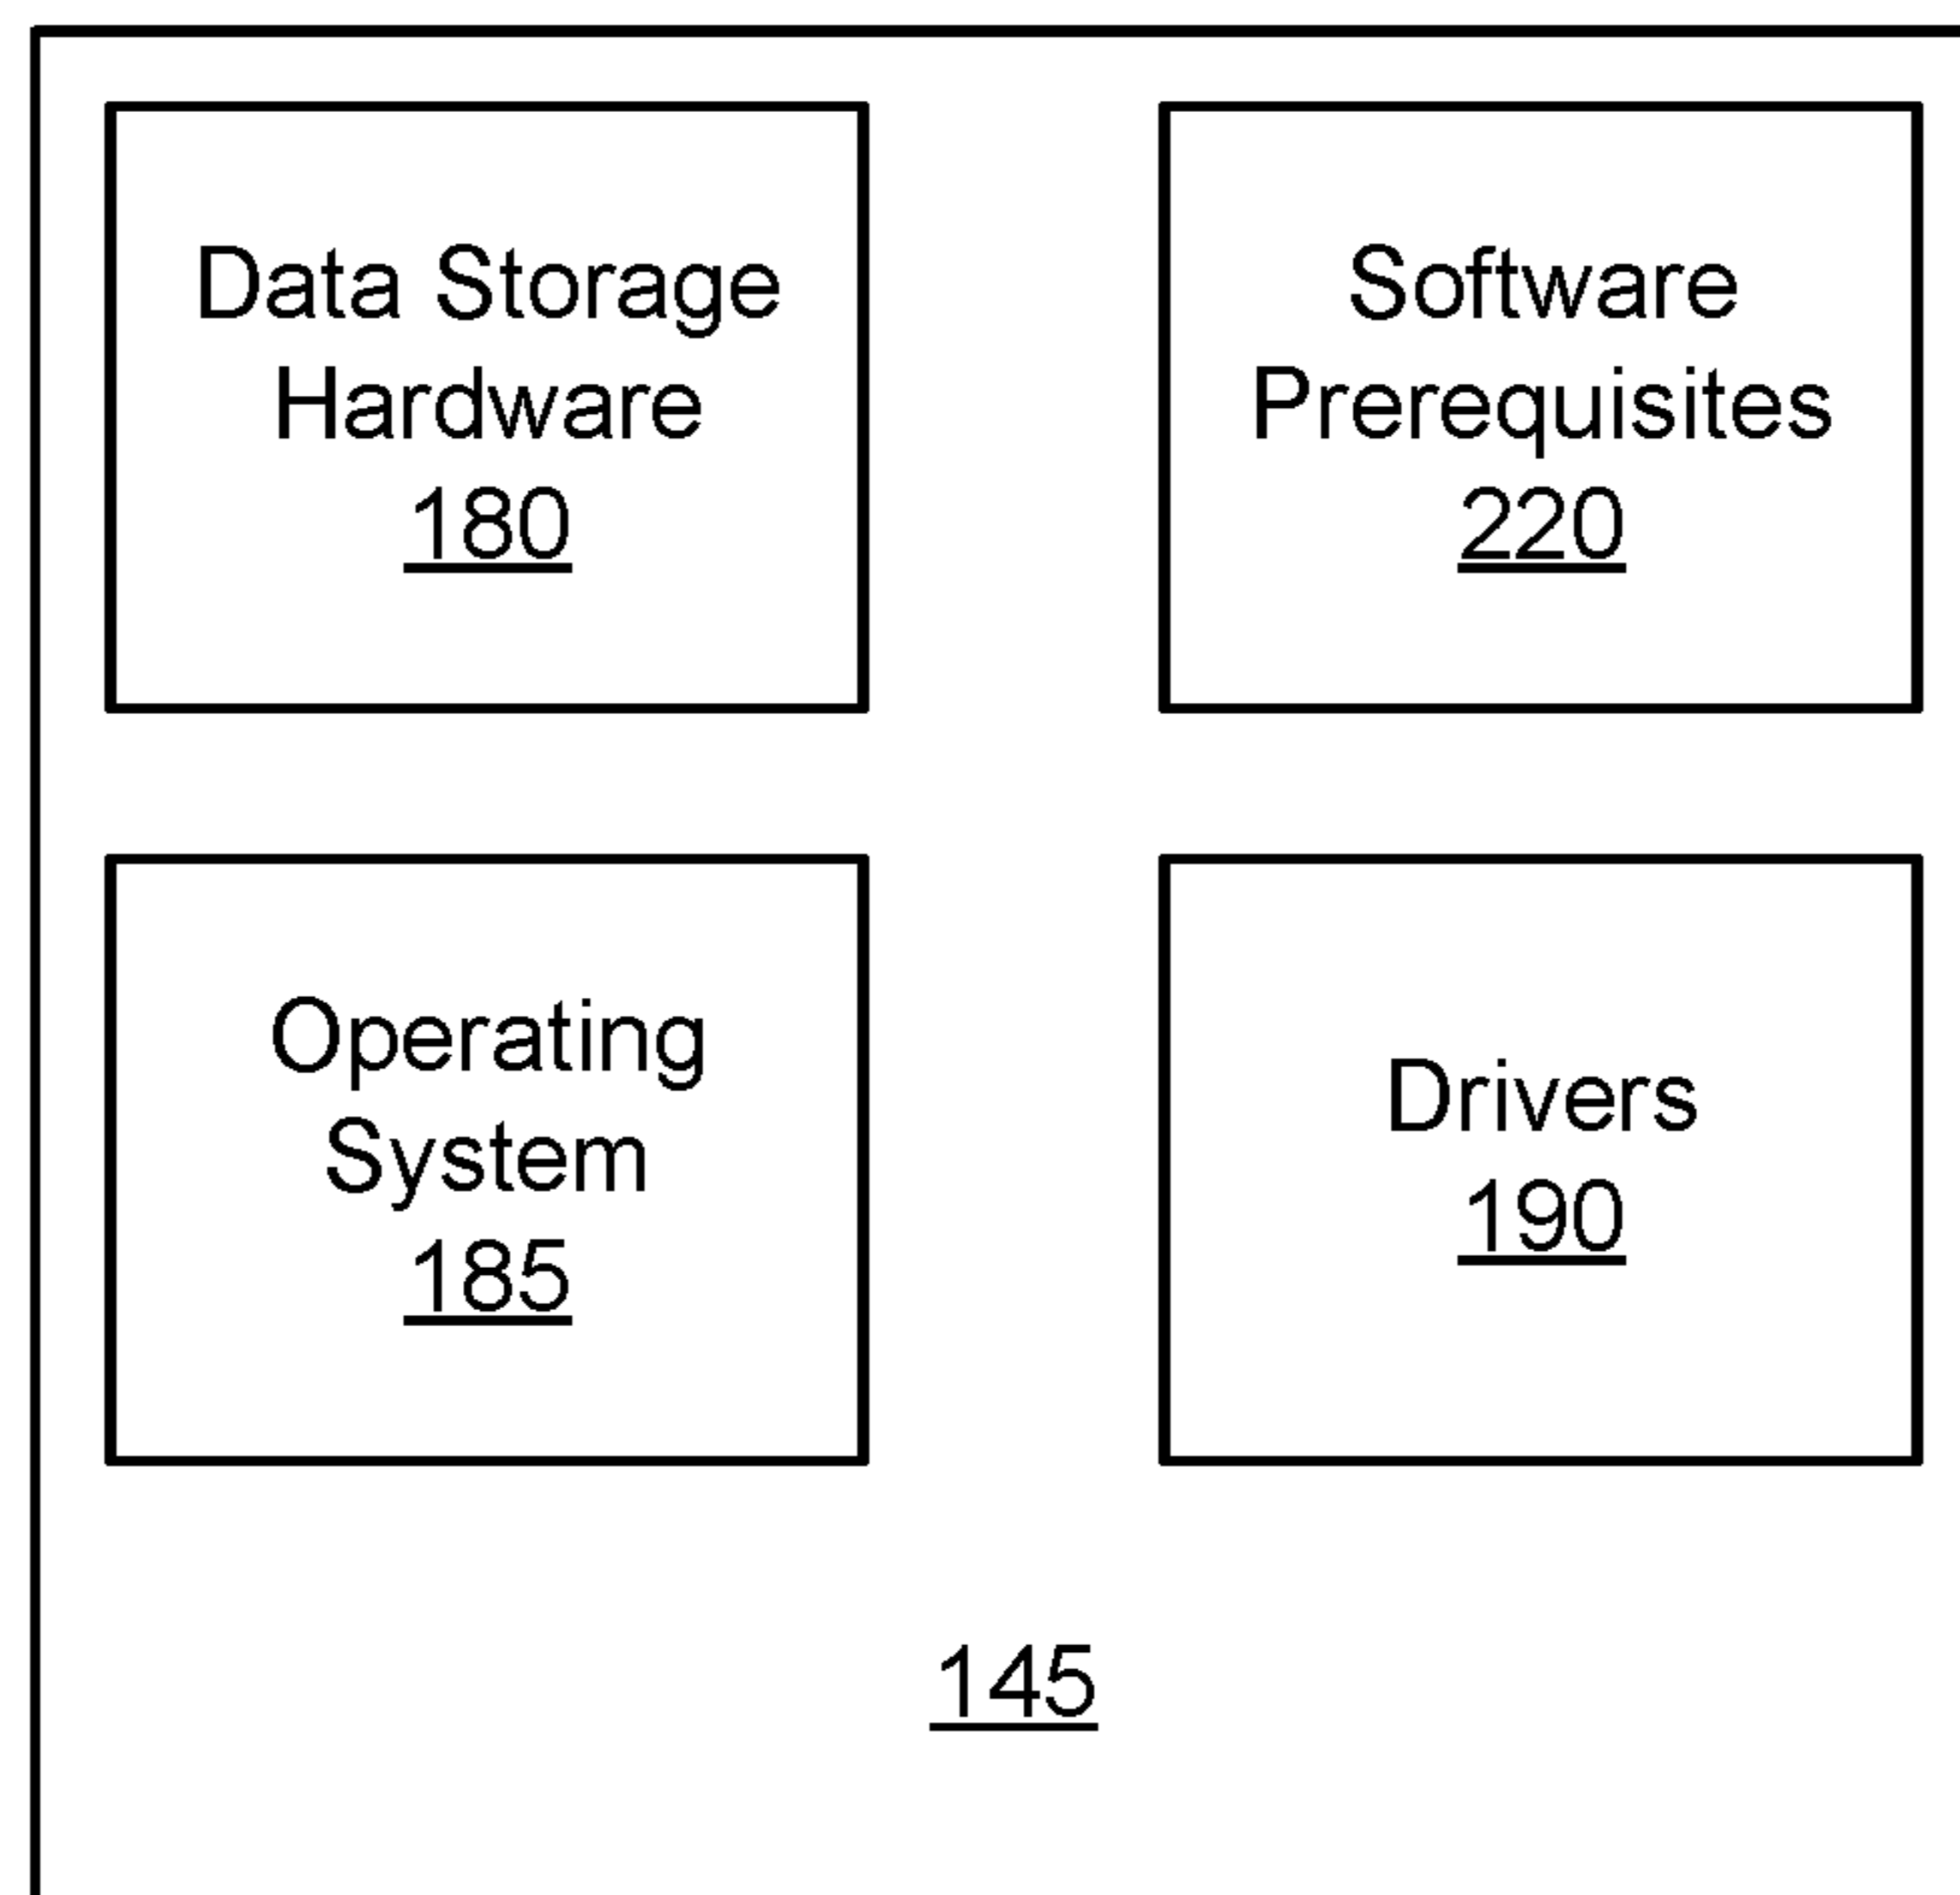 Data Storage
Hardware
180
Software
Prerequisites
220
Operating
System
185
Drivers
190
145